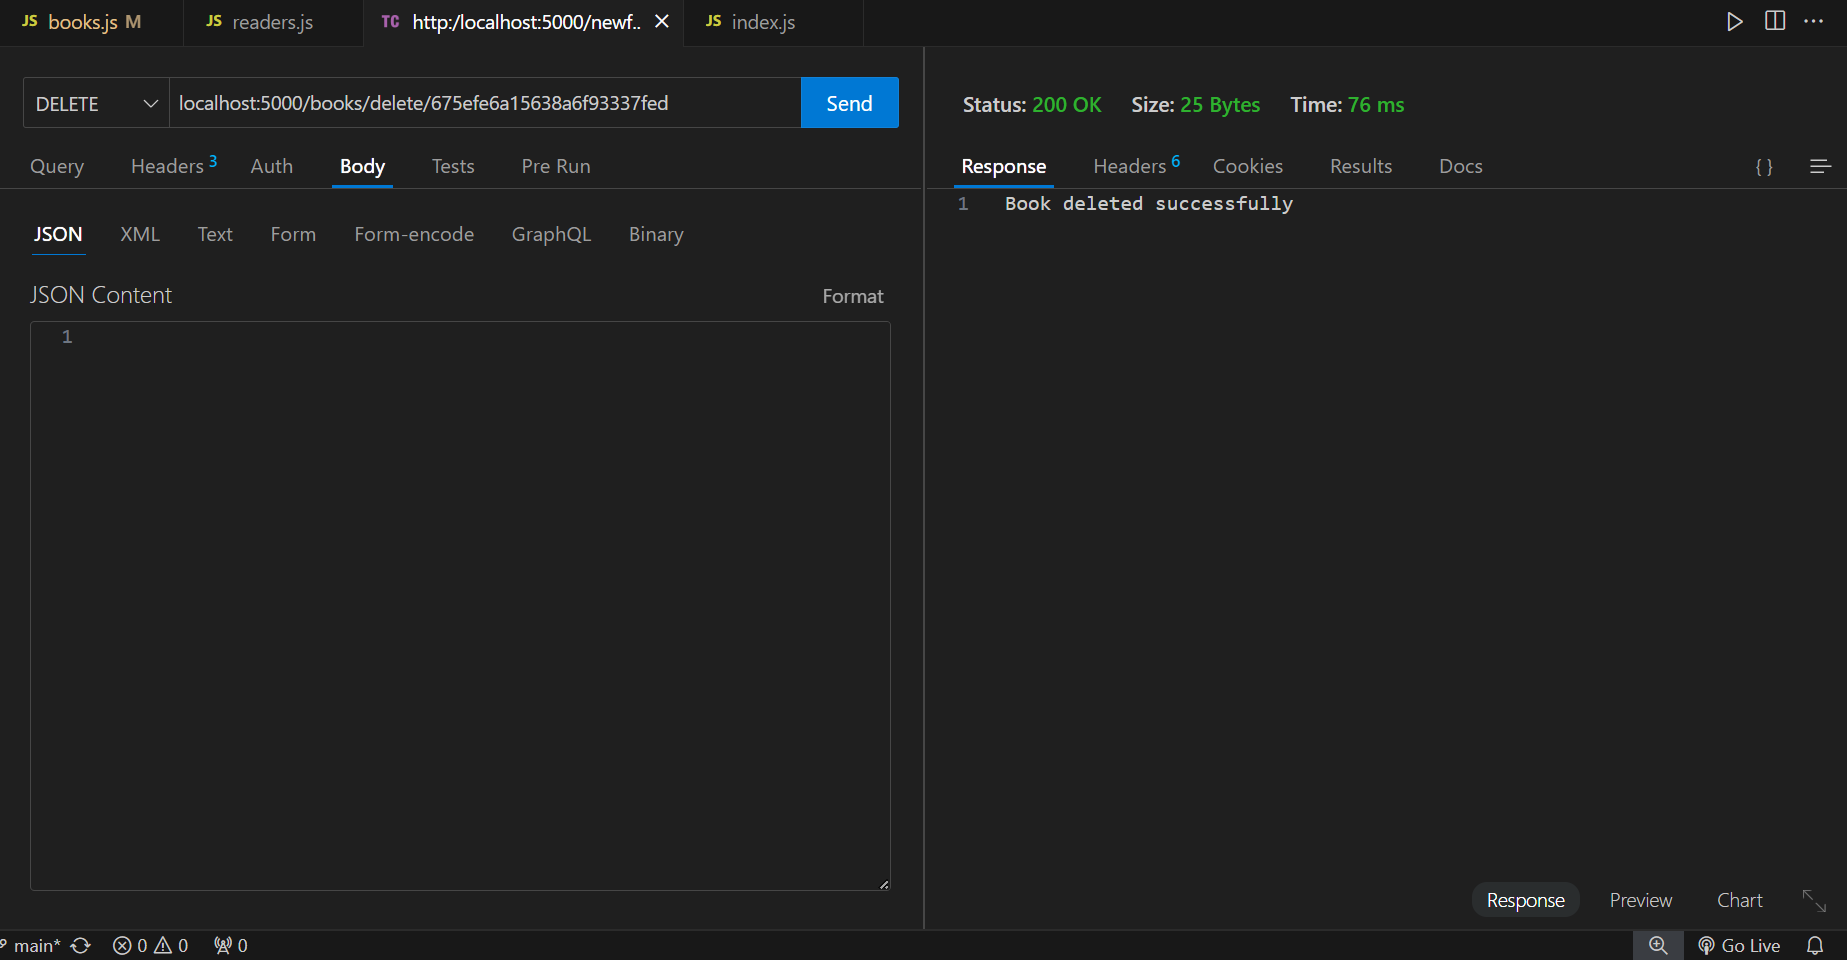 JS books.js M JS readers.js TC http:/localhost:5000/newf.. JS index.js
DELETE localhost:5000/books/delete/675efe6a15638a6f93337fed Send
Query Headers 3 Auth Body Tests Pre Run
JSON XML Text Form Form-encode GraphQL Binary
JSON Content Format
1
Status: 200 OK Size: 25 Bytes Time: 76 ms
Response Headers 6 Cookies Results Docs { }
1 Book deleted successfully
Response Preview Chart
main* 0 0 0 Go Live